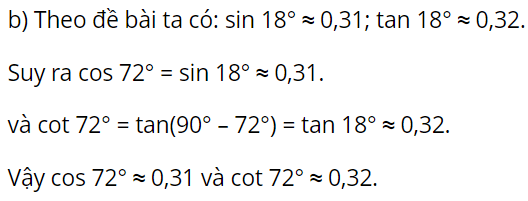 b) Theo đề bài ta có: sin 18° ≈ 0,31; tan 18° ≈ 0,32.
Suy ra cos 72° = sin 18° ≈ 0,31.
và cot 72° = tan(90° – 72°) = tan 18° ≈ 0,32.
Vậy cos 72° ≈ 0,31 và cot 72° ≈ 0,32.